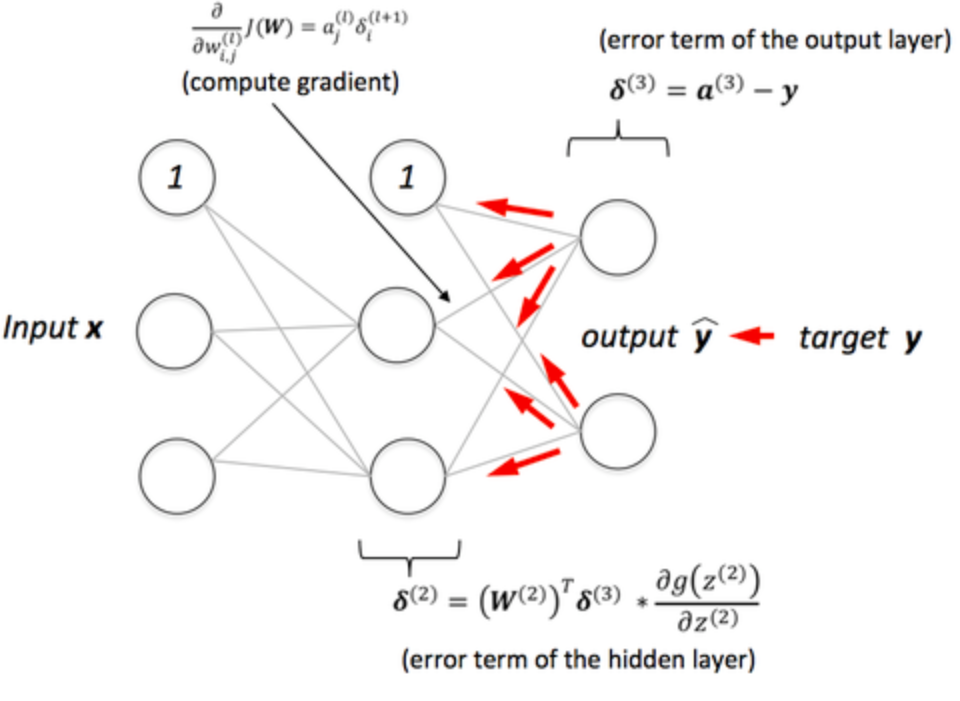 ∂/∂w_{i,j}^{(l)} J(W) = a_j^{(l)} δ_i^{(l+1)}
(compute gradient)
(error term of the output layer)
δ^{(3)} = a^{(3)} − y
1
1
Input x
output ŷ
target y
δ^{(2)} = (W^{(2)})^T δ^{(3)} * ∂g(z^{(2)})/∂z^{(2)}
(error term of the hidden layer)